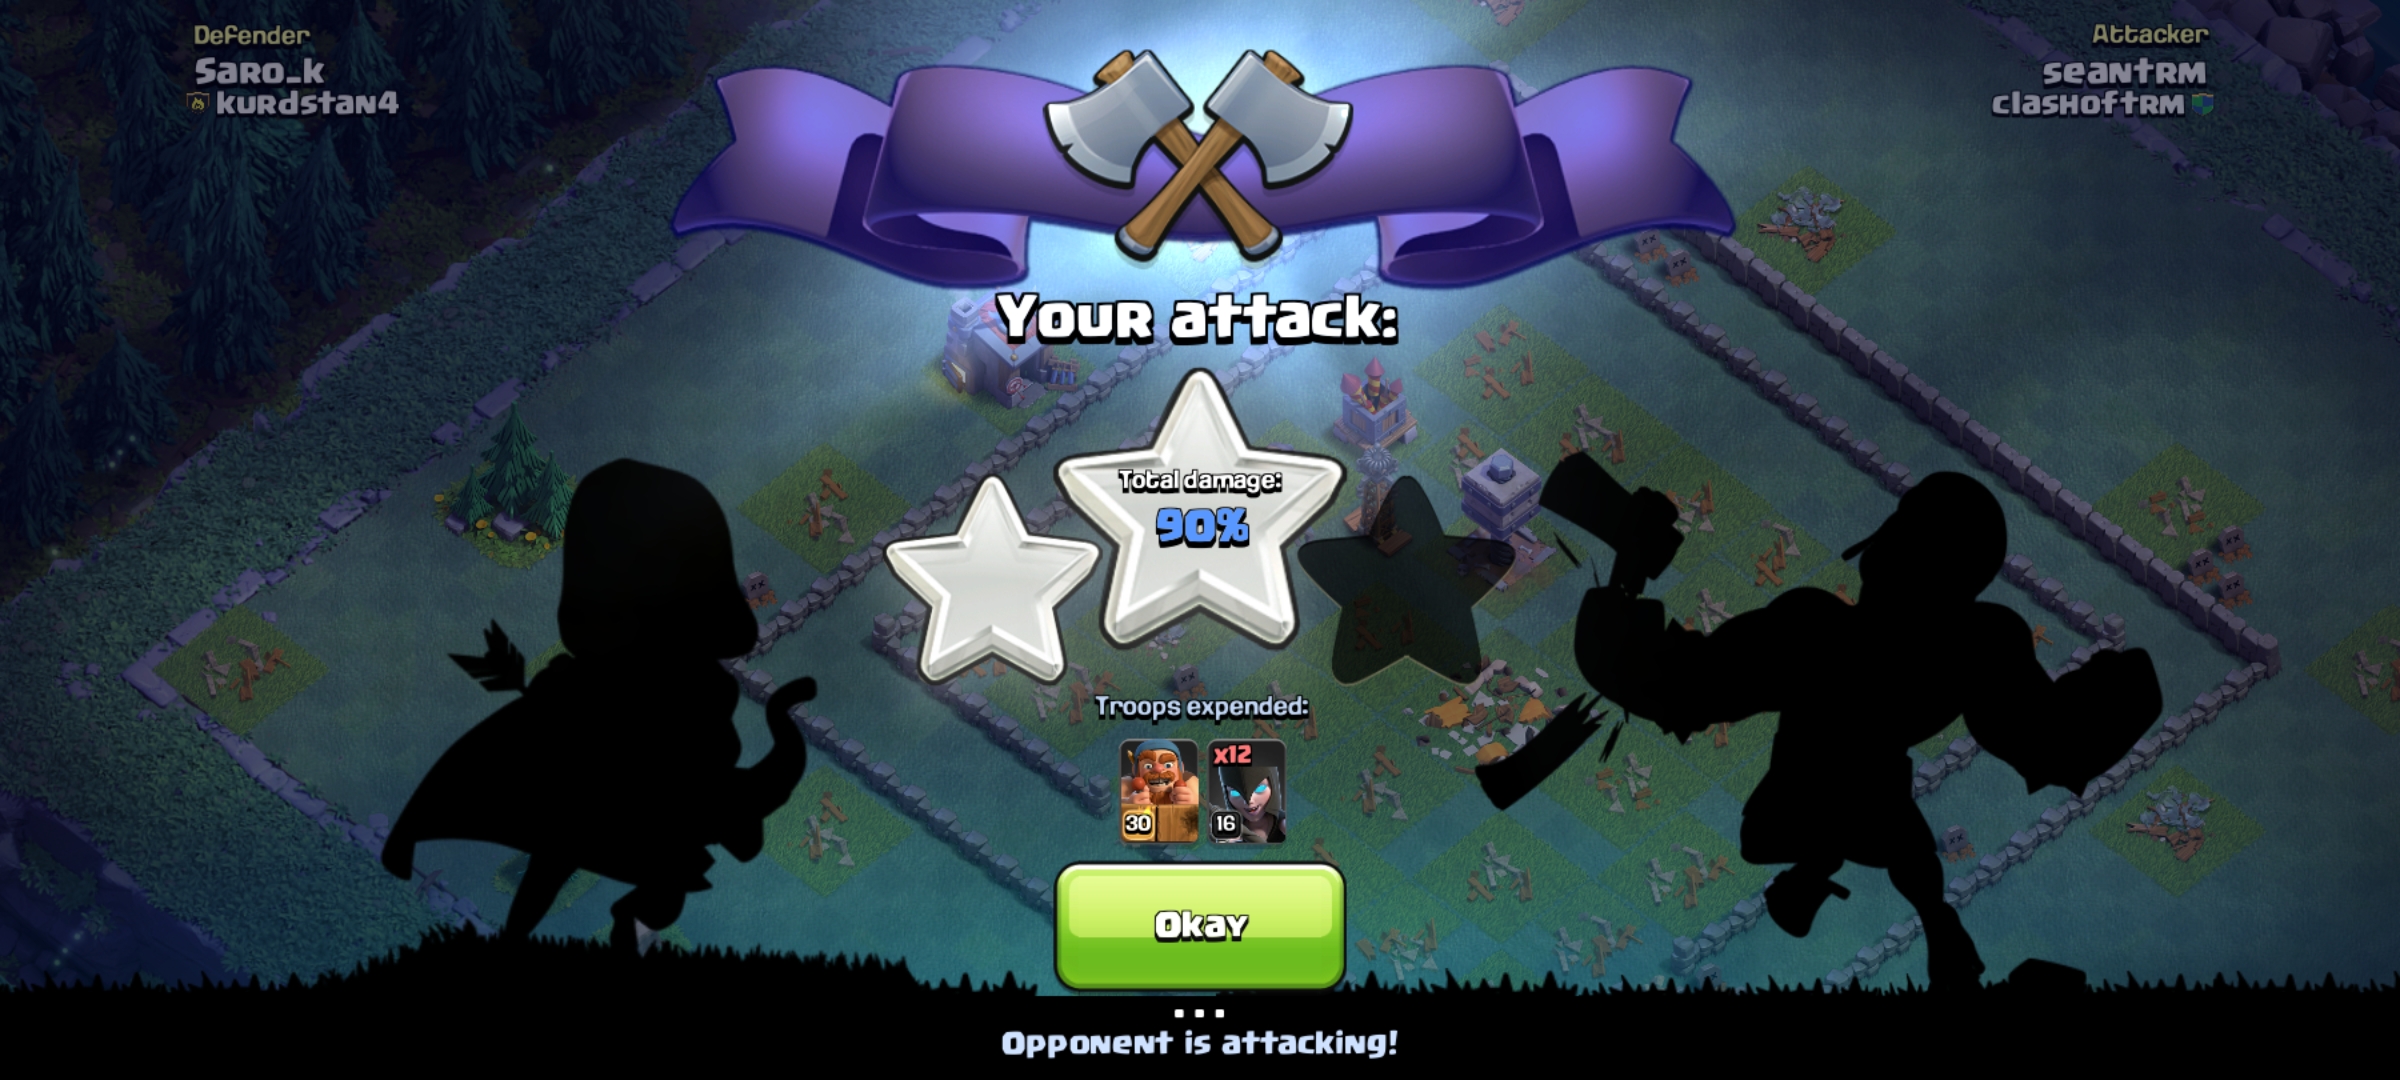 Defender
Saro_k
kurdstan4
Attacker
seantrm
clashoftrm
Your attack:
Total damage:
90%
Troops expended:
x12
30
16
Okay
...
Opponent is attacking!